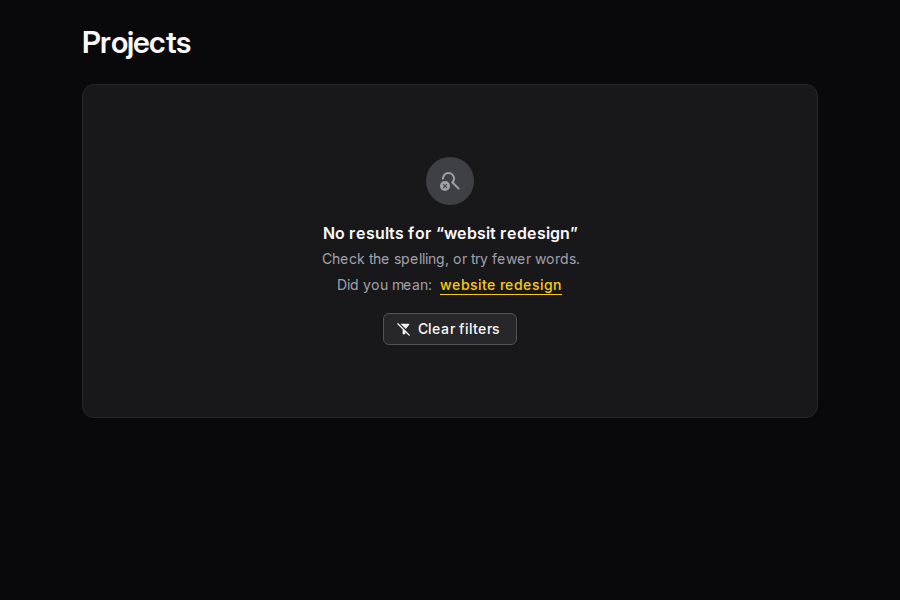 Projects
No results for “websit redesign”
Check the spelling, or try fewer words.
Did you mean: website redesign
Clear filters